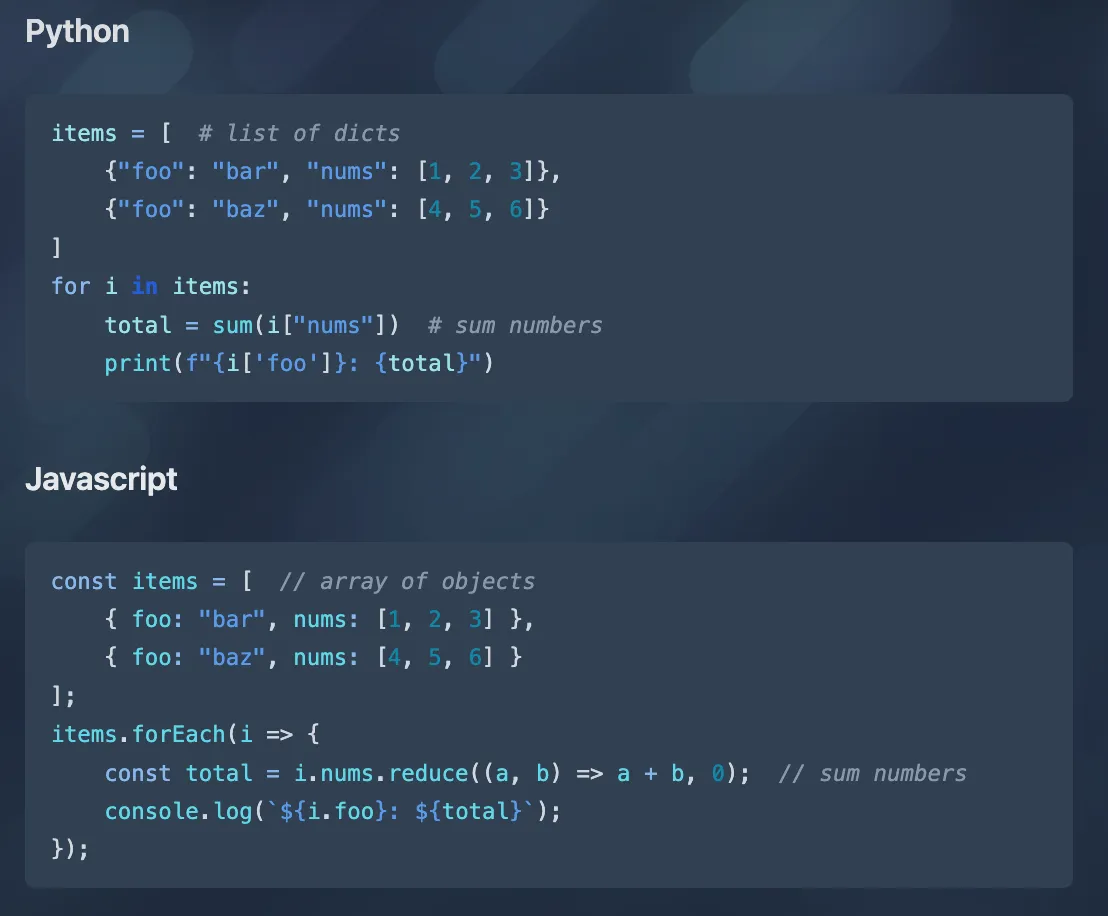 Python
items = [  # list of dicts
    {"foo": "bar", "nums": [1, 2, 3]},
    {"foo": "baz", "nums": [4, 5, 6]}
]
for i in items:
    total = sum(i["nums"])  # sum numbers
    print(f"{i['foo']}: {total}")
Javascript
const items = [  // array of objects
    { foo: "bar", nums: [1, 2, 3] },
    { foo: "baz", nums: [4, 5, 6] }
];
items.forEach(i => {
    const total = i.nums.reduce((a, b) => a + b, 0);  // sum numbers
    console.log(`${i.foo}: ${total}`);
});